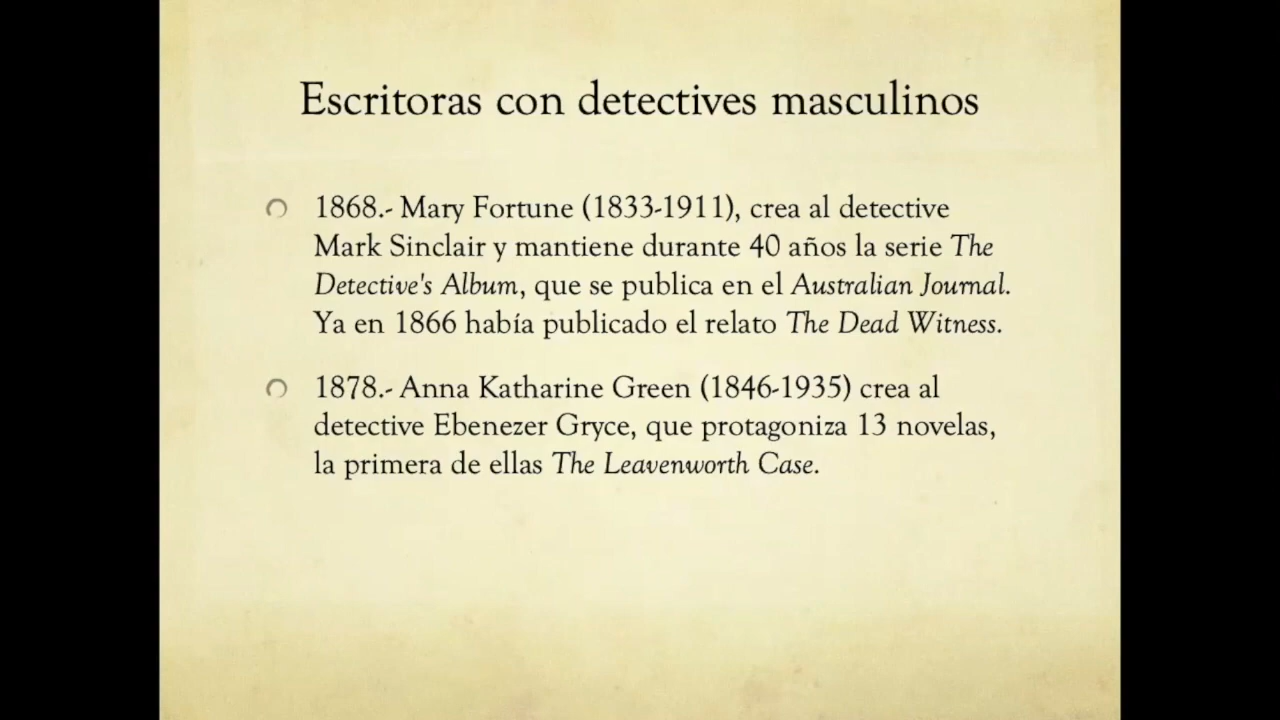 Escritoras con detectives masculinos
1868.- Mary Fortune (1833-1911), crea al detective
Mark Sinclair y mantiene durante 40 años la serie The
Detective's Album, que se publica en el Australian Journal.
Ya en 1866 había publicado el relato The Dead Witness.
1878.- Anna Katharine Green (1846-1935) crea al
detective Ebenezer Gryce, que protagoniza 13 novelas,
la primera de ellas The Leavenworth Case.